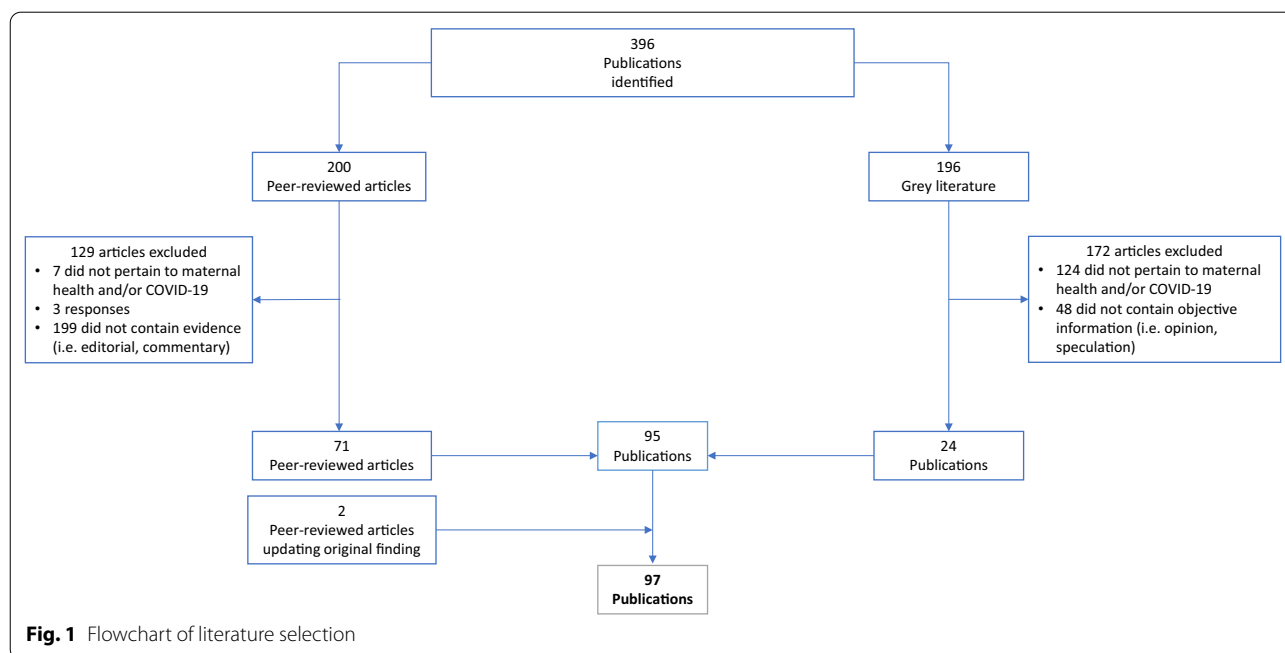 396
Publications
identified
200
Peer-reviewed articles
196
Grey literature
129 articles excluded
• 7 did not pertain to maternal
health and/or COVID-19
• 3 responses
• 199 did not contain evidence
(i.e. editorial, commentary)
172 articles excluded
• 124 did not pertain to maternal
health and/or COVID-19
• 48 did not contain objective
information (i.e. opinion,
speculation)
71
Peer-reviewed articles
95
Publications
24
Publications
2
Peer-reviewed articles
updating original finding
97
Publications
Fig. 1 Flowchart of literature selection